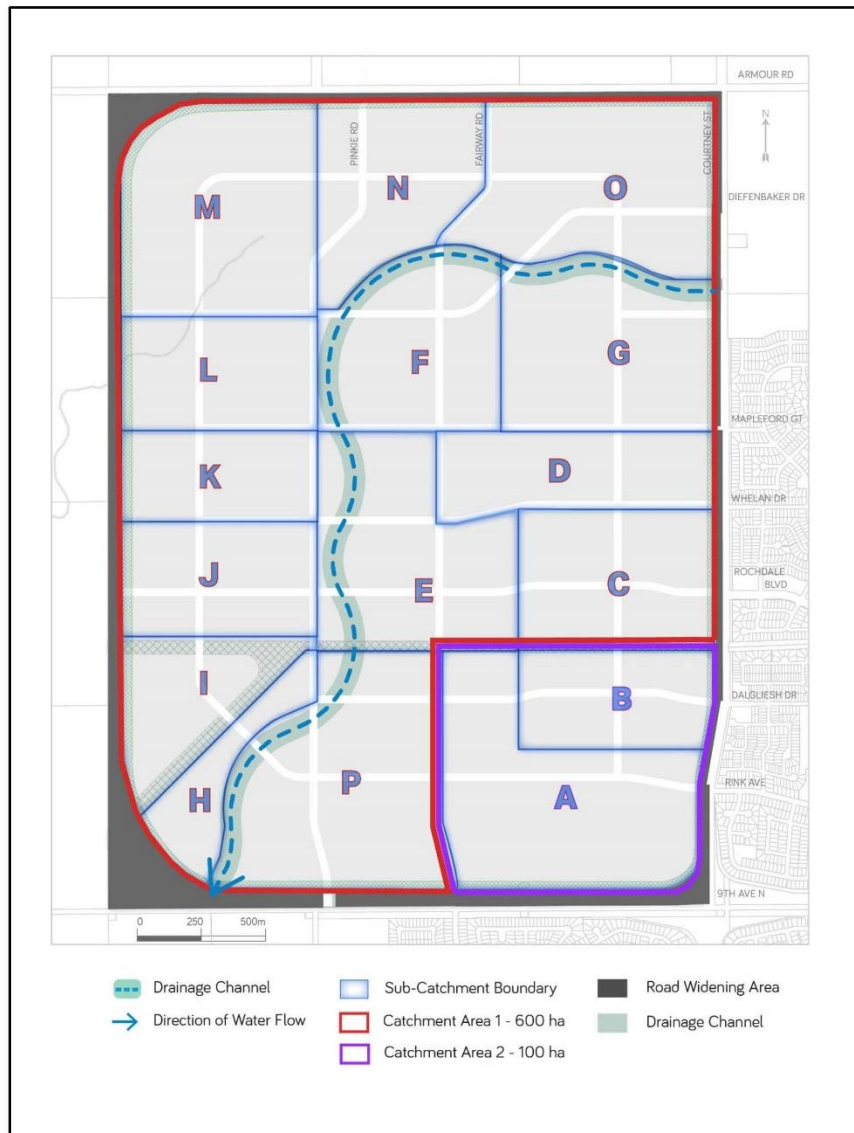 ARMOUR RD
PINKIE RD
FAIRWAY RD
COURTNEY ST
N
M
N
O
DIEFENBAKER DR
L
F
G
MAPLEFORD GT
K
D
WHELAN DR
J
E
C
ROCHDALE
BLVD
I
B
DALGLIESH DR
H
P
A
RINK AVE
9TH AVE N
0 250 500m
Drainage Channel
Sub-Catchment Boundary
Road Widening Area
Direction of Water Flow
Catchment Area 1 - 600 ha
Drainage Channel
Catchment Area 2 - 100 ha